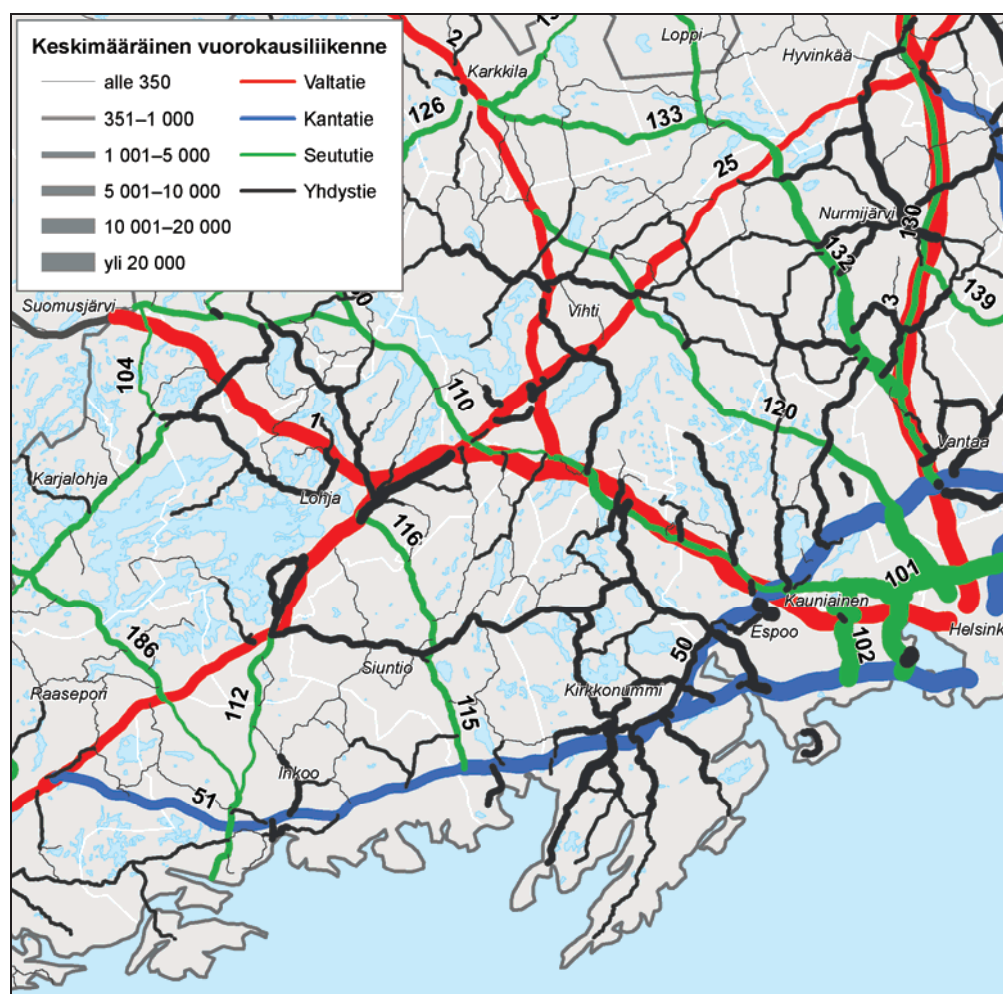 Keskimääräinen vuorokausiliikenne
alle 350
Valtatie
351–1 000
Kantatie
1 001–5 000
Seututie
5 001–10 000
Yhdystie
10 001–20 000
yli 20 000
2
Loppi
Hyvinkää
Karkkila
126
133
25
Nurmijärvi
130
132
139
3
Suomusjärvi
Vihti
104
110
1
120
Vantaa
Karjalohja
Lohja
116
101
Kauniainen
Espoo
Helsink
102
50
186
Siuntio
Kirkkonummi
Raasepori
112
115
Inkoo
51